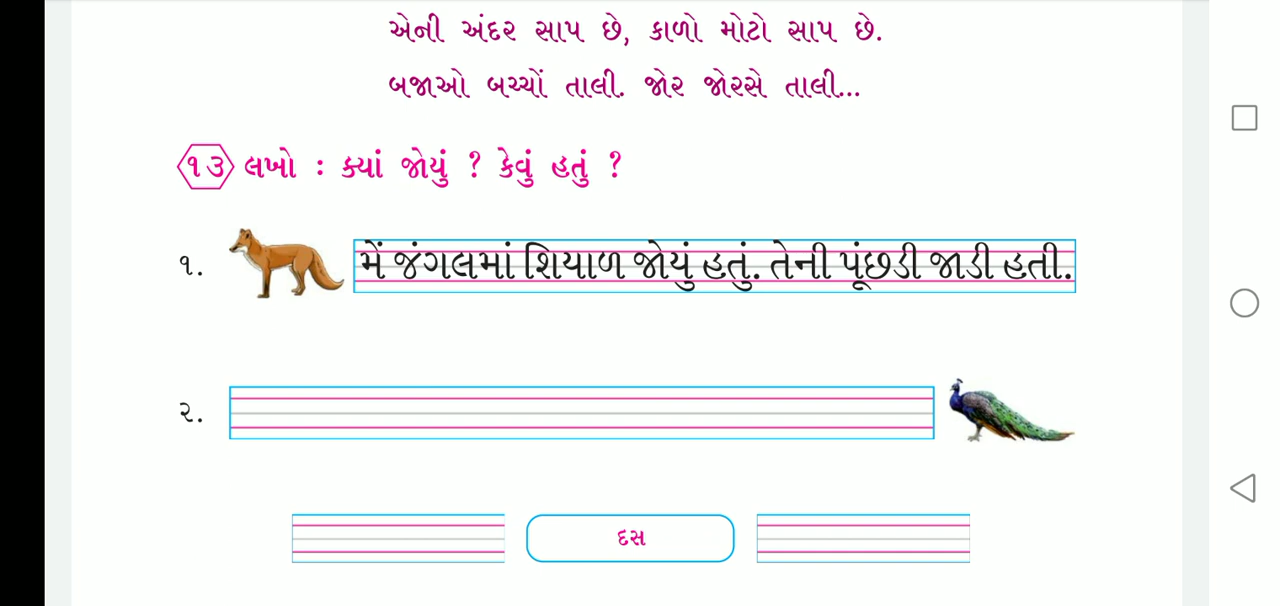 એની અંદર સાપ છે, કાળો મોટો સાપ છે.
બજાઓ બચ્ચોં તાલી. જોર જોરસે તાલી...
૧૩ લખો : ક્યાં જોયું ? કેવું હતું ?
૧. મેં જંગલમાં શિયાળ જોયું હતું. તેની પૂંછડી જાડી હતી.
૨.
દસ